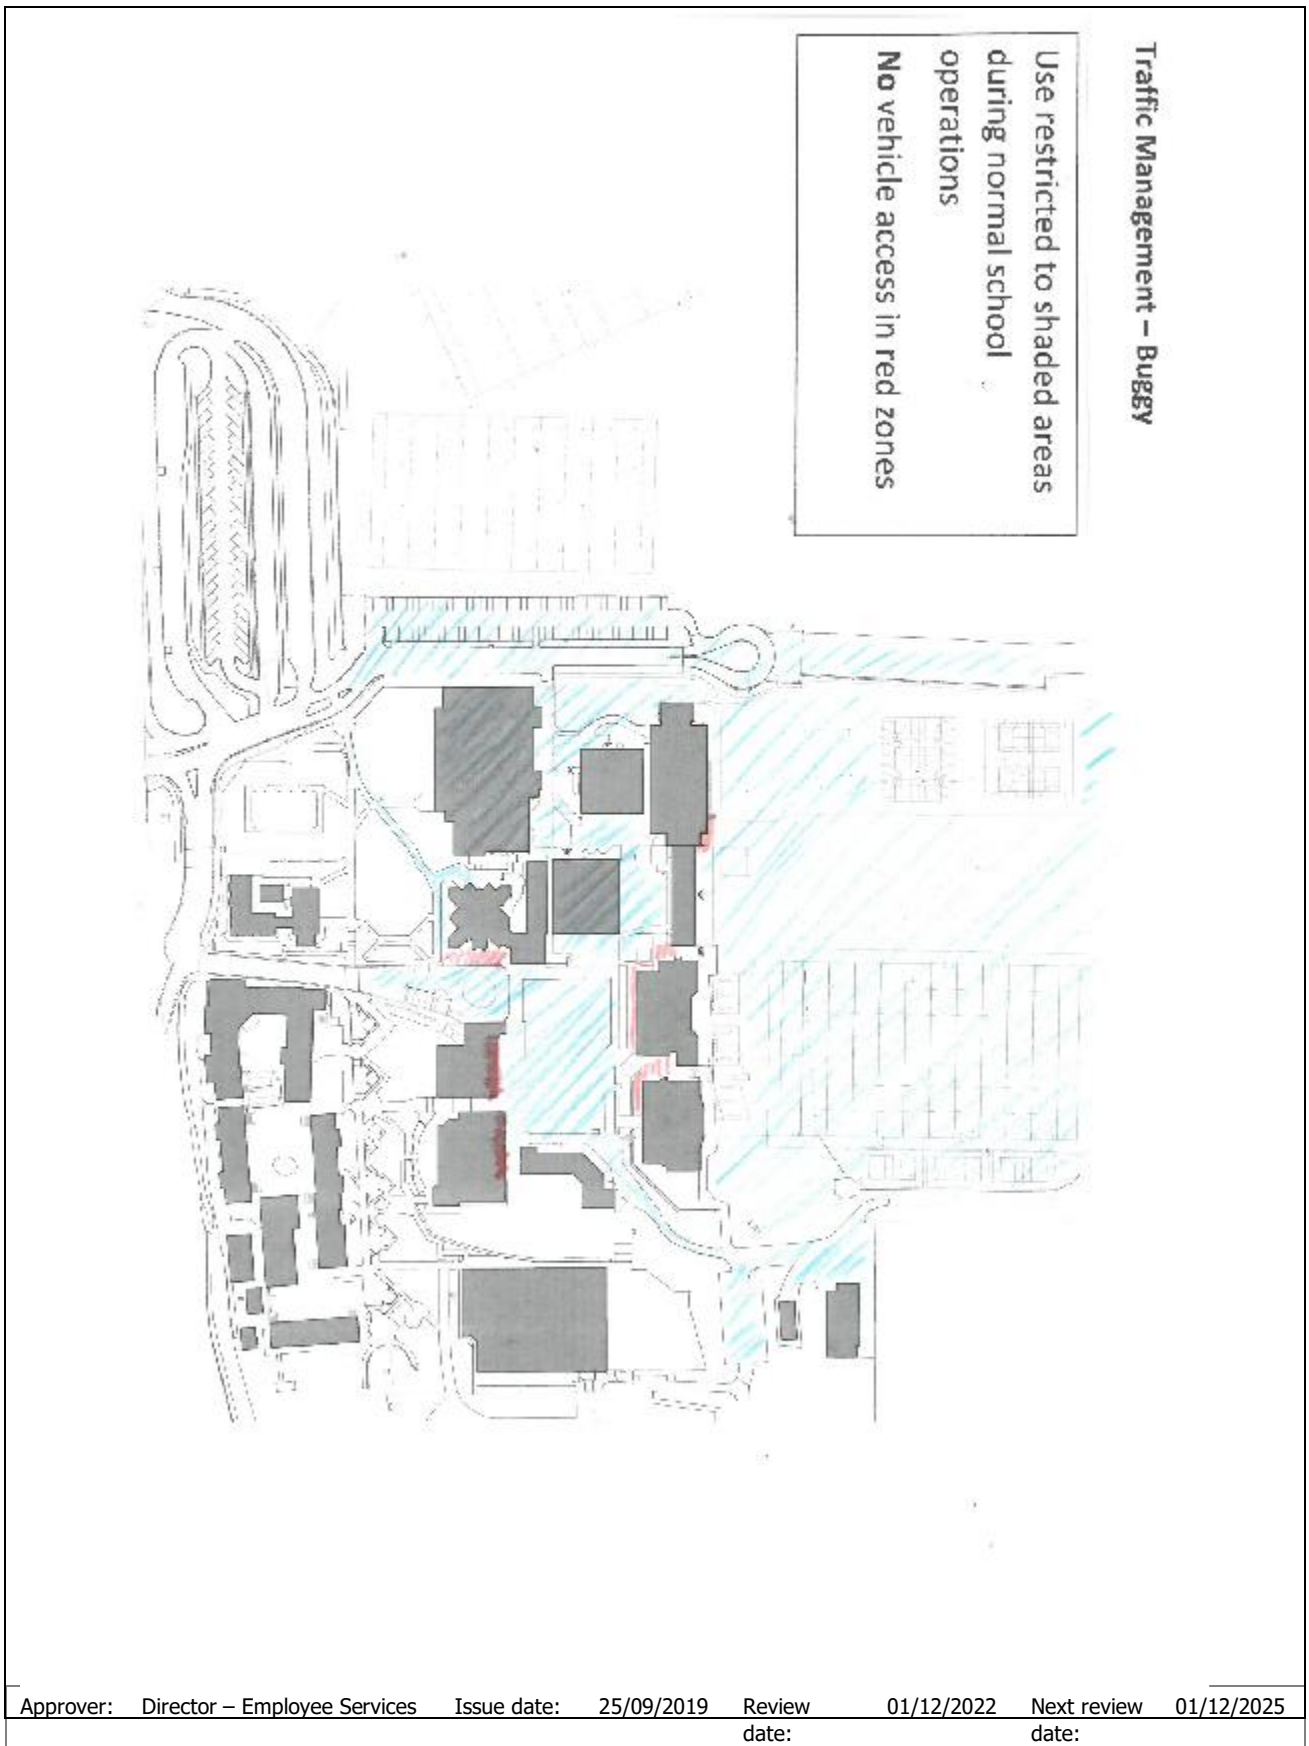 Traffic Management – Buggy
Use restricted to shaded areas
during normal school
operations
No vehicle access in red zones
Approver: Director – Employee Services Issue date: 25/09/2019 Review date: 01/12/2022 Next review date: 01/12/2025